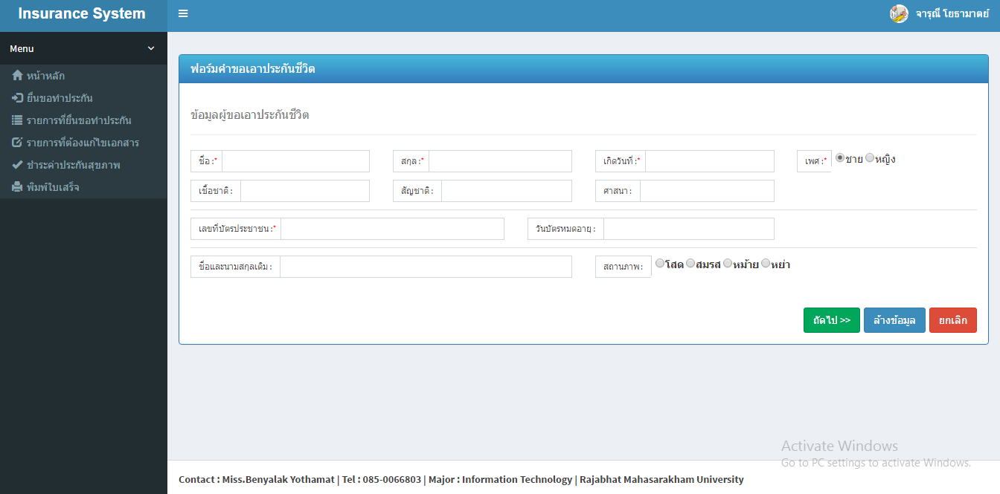 Insurance System
จารุณี โยธามาตย์
Menu
หน้าหลัก
ยื่นขอทำประกัน
รายการที่ยื่นขอทำประกัน
รายการที่ต้องแก้ไขเอกสาร
ชำระค่าประกันสุขภาพ
พิมพ์ใบเสร็จ
ฟอร์มคำขอเอาประกันชีวิต
ข้อมูลผู้ขอเอาประกันชีวิต
ชื่อ :* สกุล :* เกิดวันที่ :* เพศ :* ชาย หญิง
เชื้อชาติ : สัญชาติ : ศาสนา :
เลขที่บัตรประชาชน :* วันบัตรหมดอายุ :
ชื่อและนามสกุลเดิม : สถานภาพ : โสด สมรส หม้าย หย่า
ถัดไป >> ล้างข้อมูล ยกเลิก
Activate Windows
Go to PC settings to activate Windows.
Contact : Miss.Benyalak Yothamat | Tel : 085-0066803 | Major : Information Technology | Rajabhat Mahasarakham University